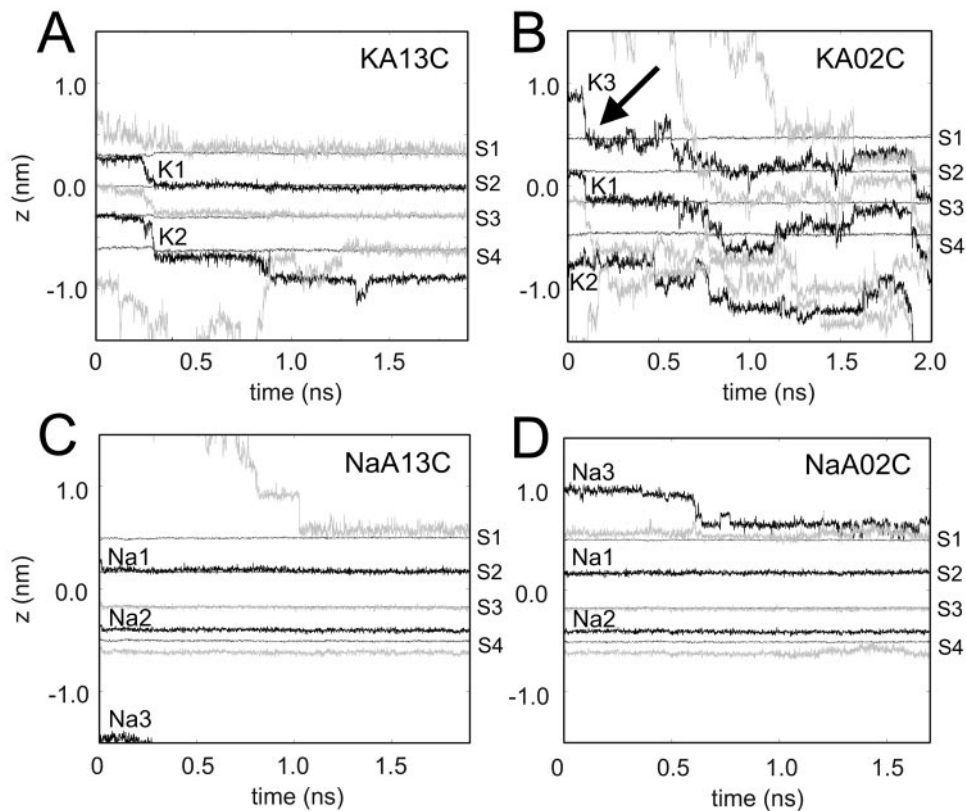 A
KA13C
z (nm)
1.0
0.0
-1.0
K1
K2
S1
S2
S3
S4
0
0.5
1.0
1.5
time (ns)
B
KA02C
1.0
0.0
-1.0
K3
K1
K2
S1
S2
S3
S4
0
0.5
1.0
1.5
2.0
time (ns)
C
NaA13C
z (nm)
1.0
0.0
-1.0
Na1
Na2
Na3
S1
S2
S3
S4
0
0.5
1.0
1.5
time (ns)
D
NaA02C
1.0
0.0
-1.0
Na3
Na1
Na2
S1
S2
S3
S4
0
0.5
1.0
1.5
time (ns)